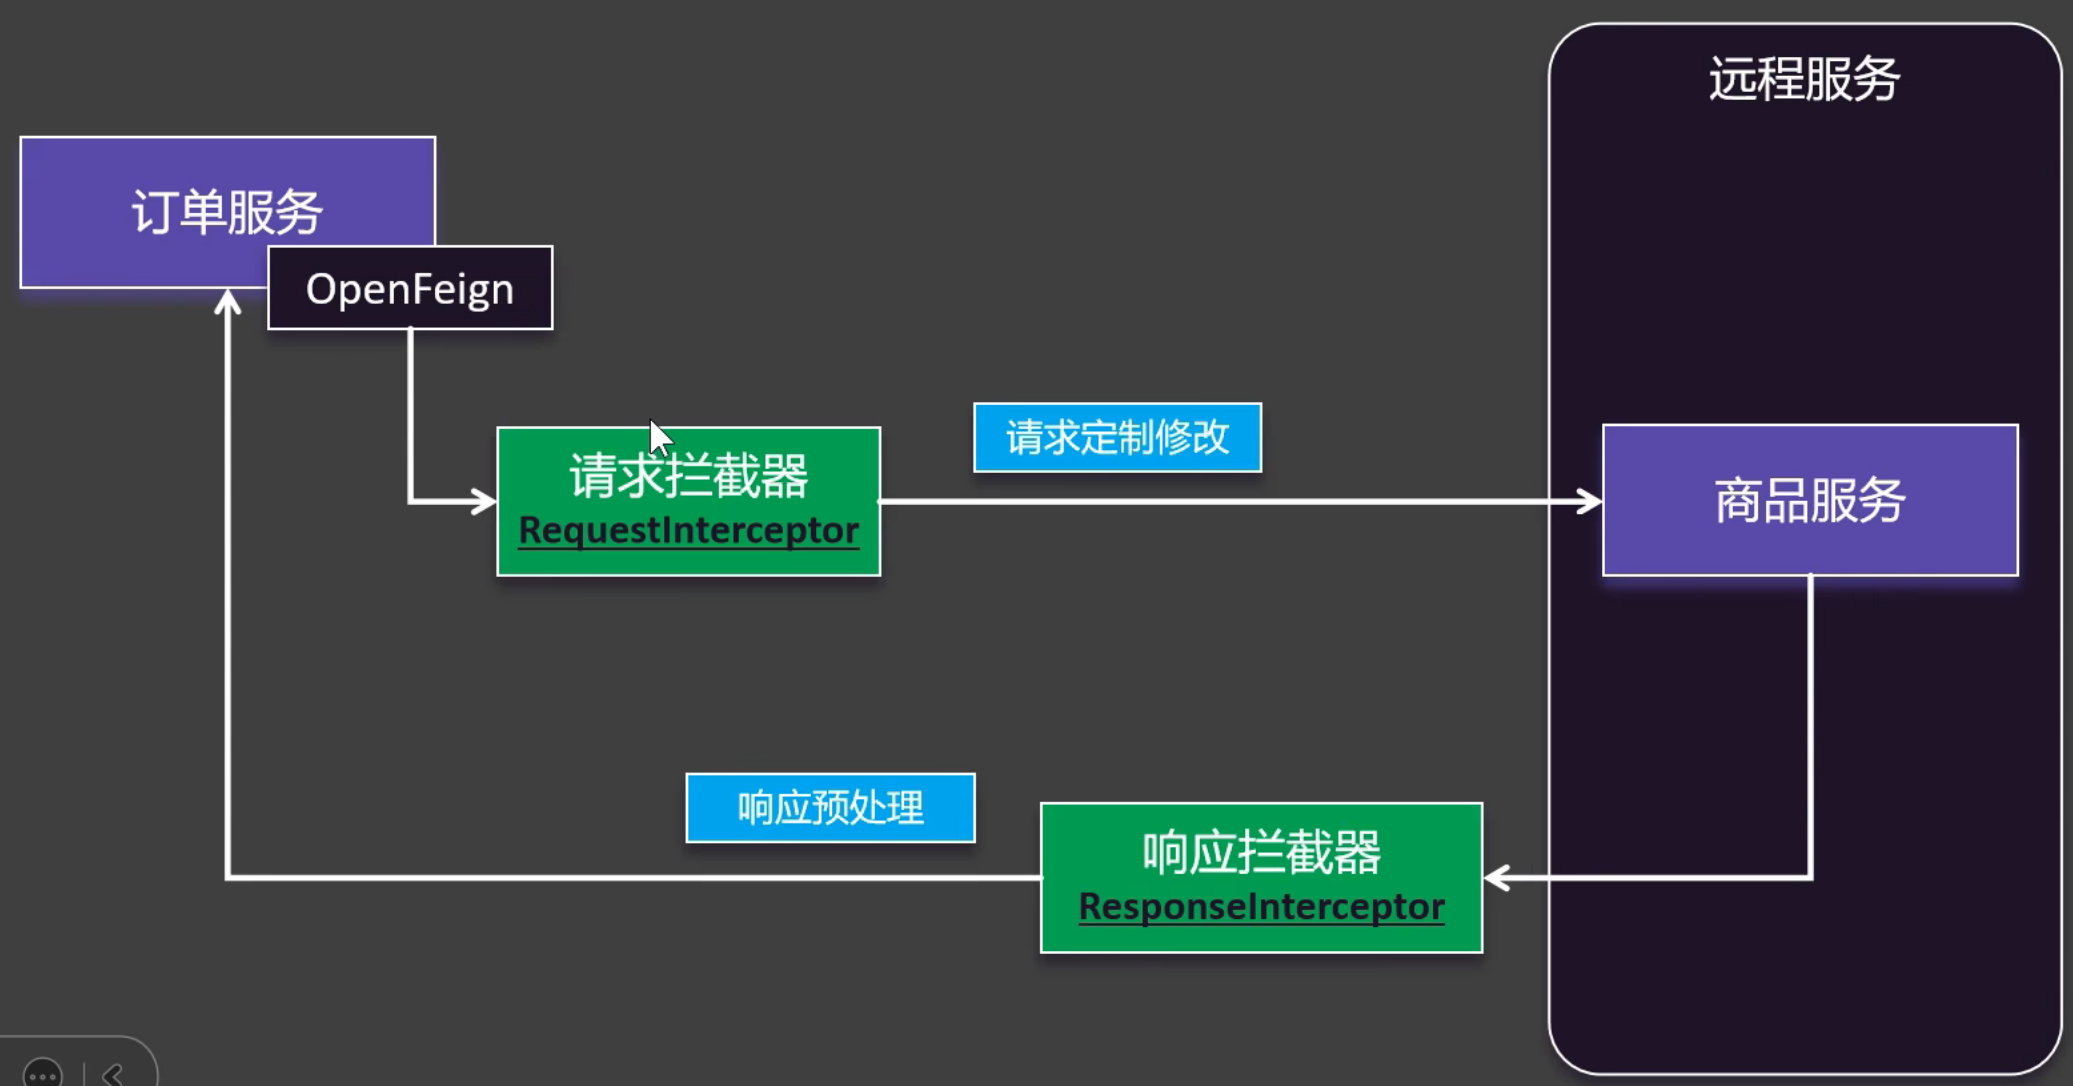 远程服务
订单服务
OpenFeign
请求拦截器
RequestInterceptor
请求定制修改
商品服务
响应预处理
响应拦截器
ResponseInterceptor